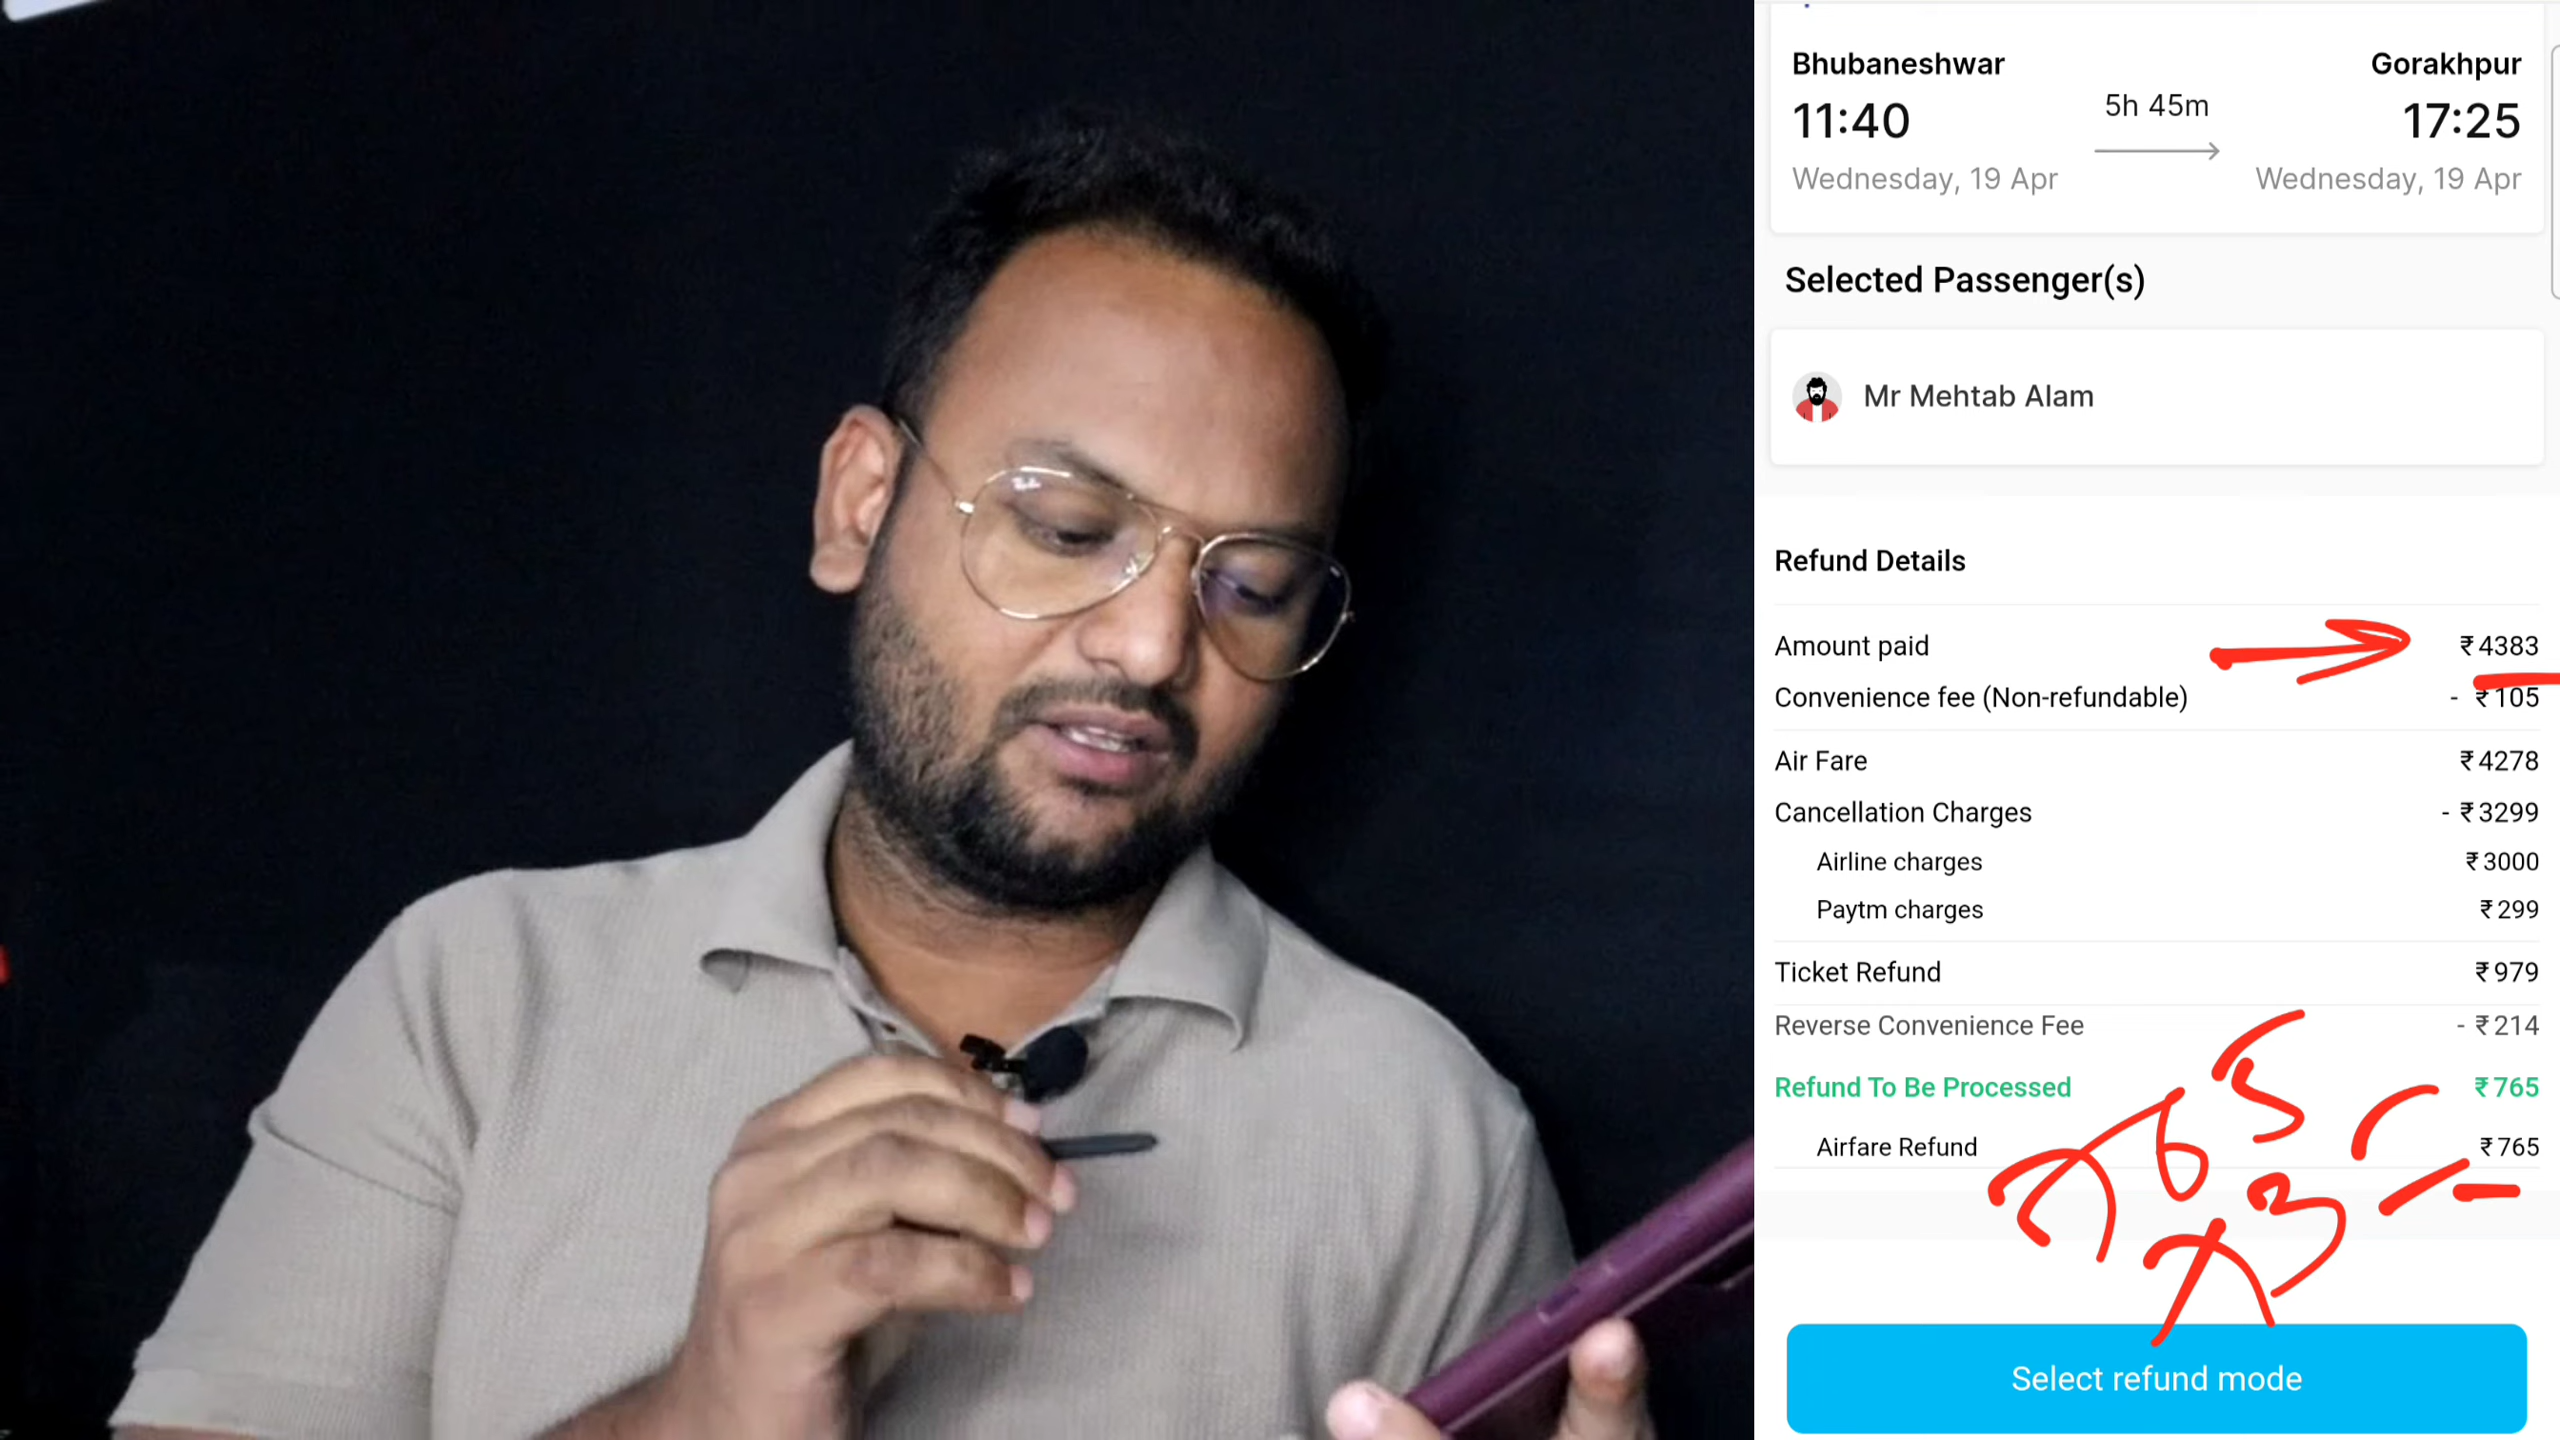 Bhubaneshwar Gorakhpur
11:40 5h 45m 17:25
Wednesday, 19 Apr Wednesday, 19 Apr
Selected Passenger(s)
Mr Mehtab Alam
Refund Details
Amount paid ₹4383
Convenience fee (Non-refundable) - ₹105
Air Fare ₹4278
Cancellation Charges - ₹3299
Airline charges ₹3000
Paytm charges ₹299
Ticket Refund ₹979
Reverse Convenience Fee - ₹214
Refund To Be Processed ₹765
Airfare Refund ₹765
765
x3
Select refund mode